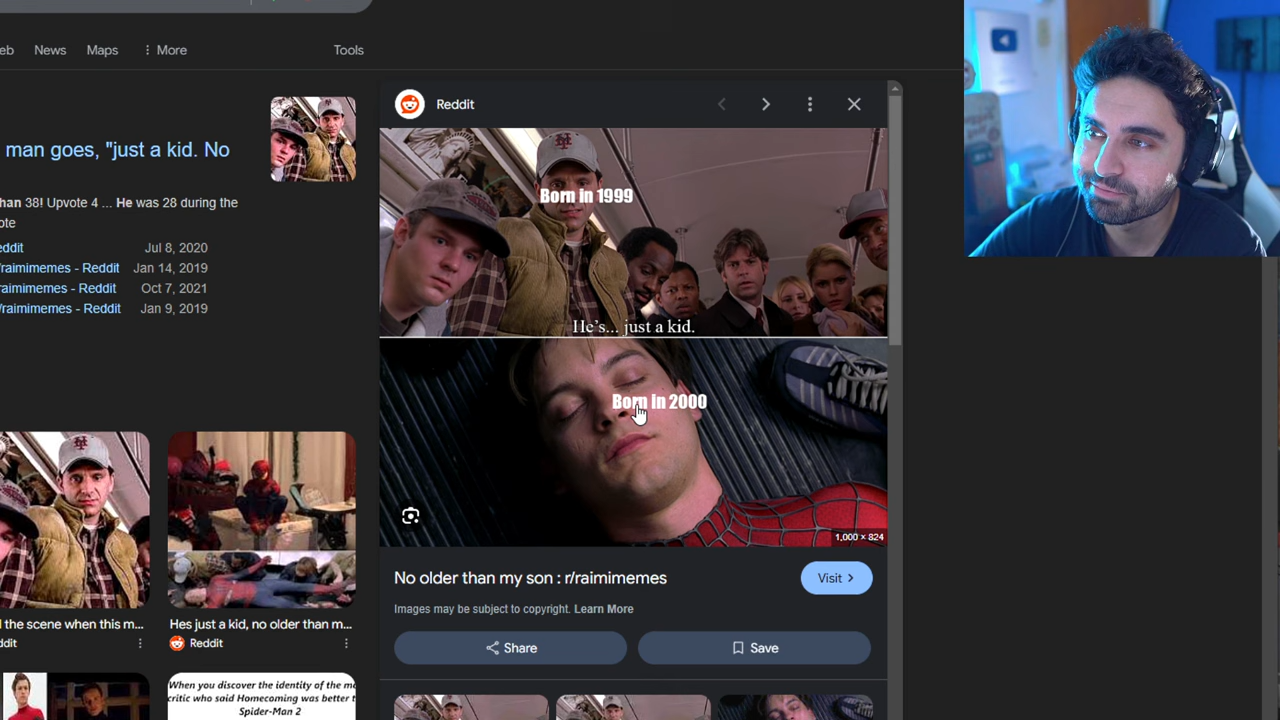 eb News Maps More Tools
Reddit
man goes, "just a kid. No
han 38! Upvote 4 ... He was 28 during the
ote
ddit Jul 8, 2020
/raimimemes - Reddit Jan 14, 2019
raimimemes - Reddit Oct 7, 2021
/raimimemes - Reddit Jan 9, 2019
Born in 1999
He's... just a kid.
Born in 2000
1,000 × 824
No older than my son : r/raimimemes
Visit
Images may be subject to copyright. Learn More
Share
Save
l the scene when this m...
ddit
Hes just a kid, no older than m...
Reddit
When you discover the identity of the mo
critic who said Homecoming was better t
Spider-Man 2